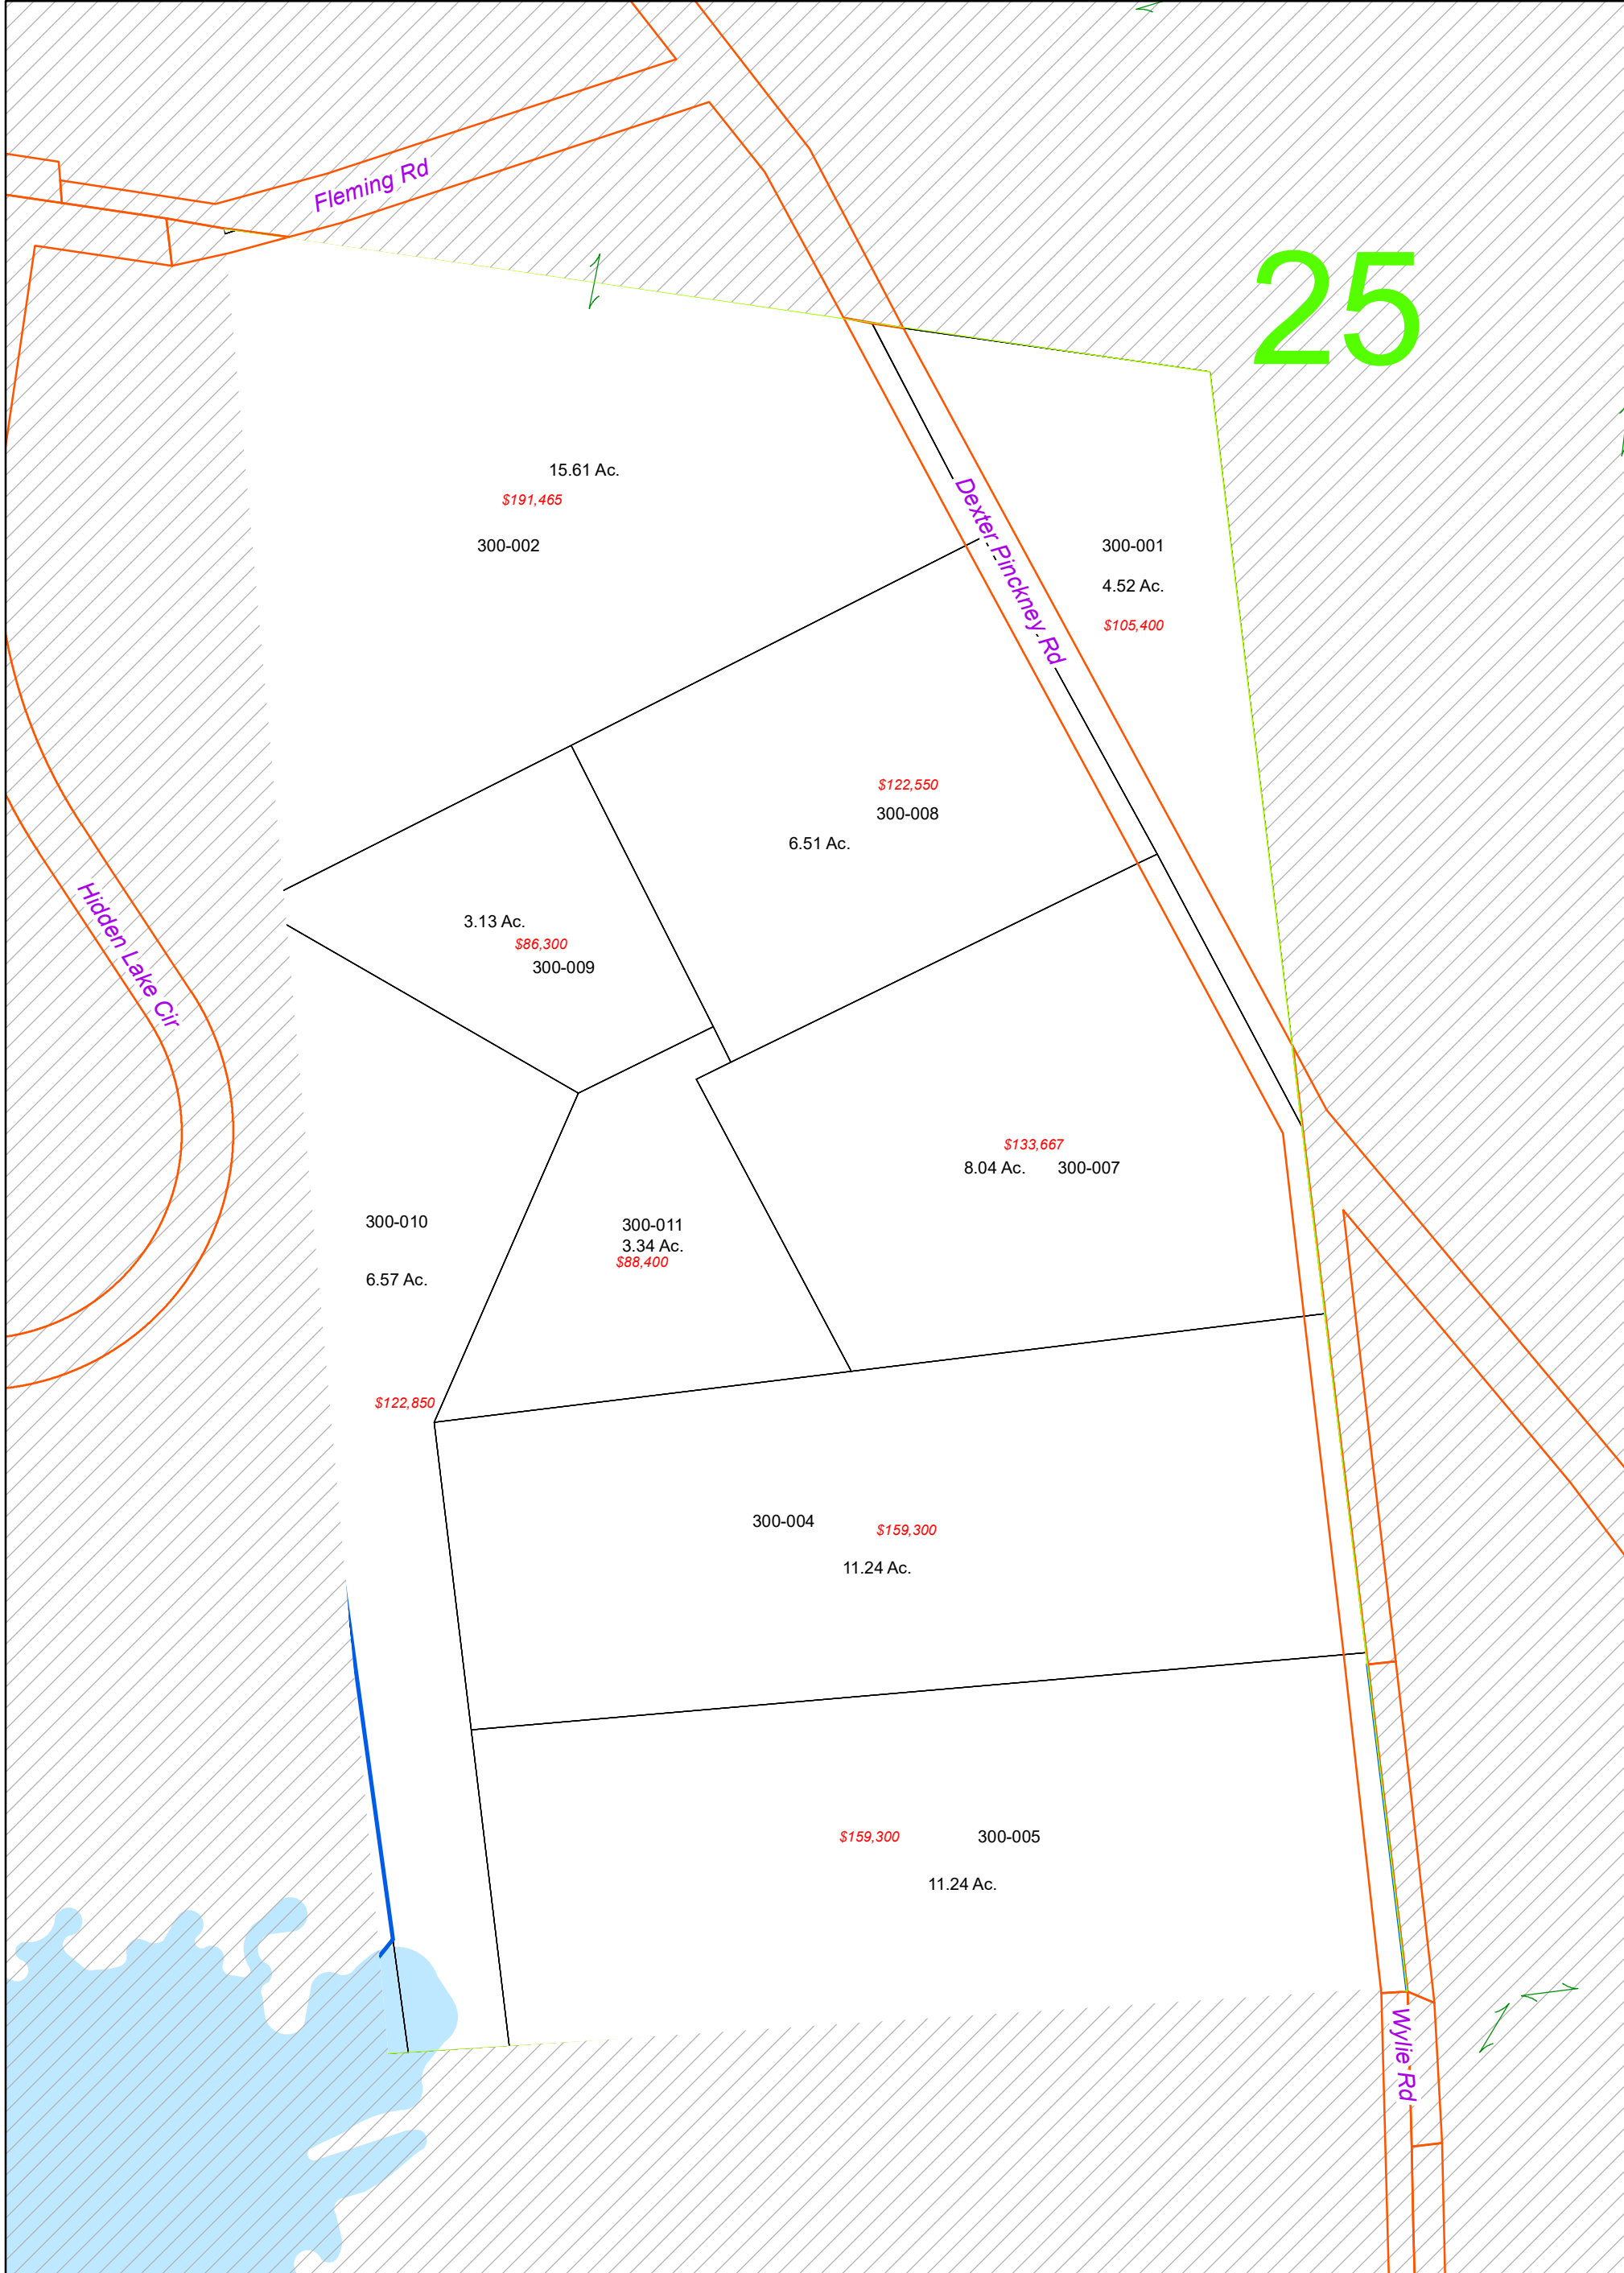 Fleming Rd
25
15.61 Ac.
$191,465
300-002
Dexter Pinckney Rd
300-001
4.52 Ac.
$105,400
$122,550
300-008
6.51 Ac.
3.13 Ac.
$86,300
300-009
Hidden Lake Cir
$133,667
8.04 Ac. 300-007
300-010
6.57 Ac.
300-011
3.34 Ac.
$88,400
$122,850
300-004
$159,300
11.24 Ac.
$159,300
300-005
11.24 Ac.
Wylie Rd